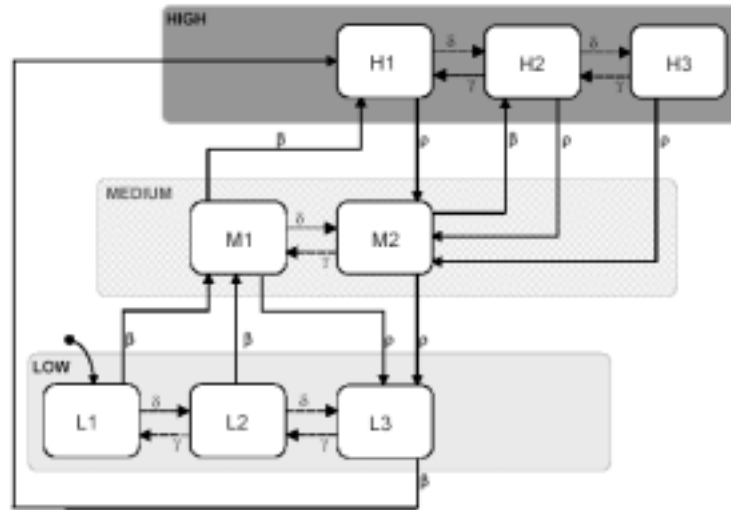 HIGH
δ δ
H1 H2 H3
γ γ
β ρ β ρ ρ
MEDIUM
δ
M1 M2
γ
β β ρ ρ
LOW
δ δ
L1 L2 L3
γ γ
β